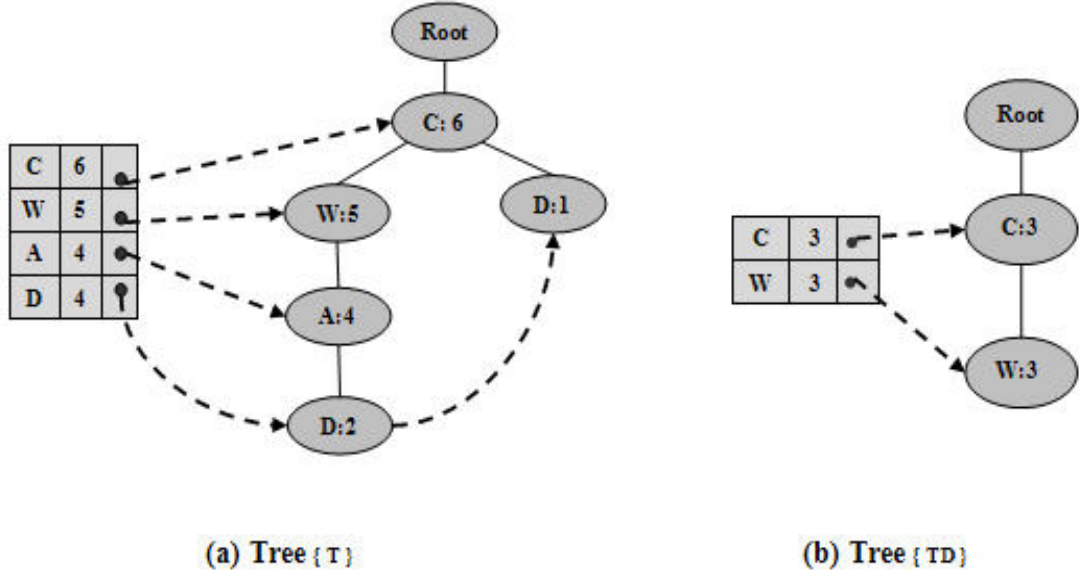 Root
C: 6
C 6
W 5
A 4
D 4
W:5
D:1
A:4
D:2
(a) Tree { T }
Root
C:3
C 3
W 3
W:3
(b) Tree { TD }